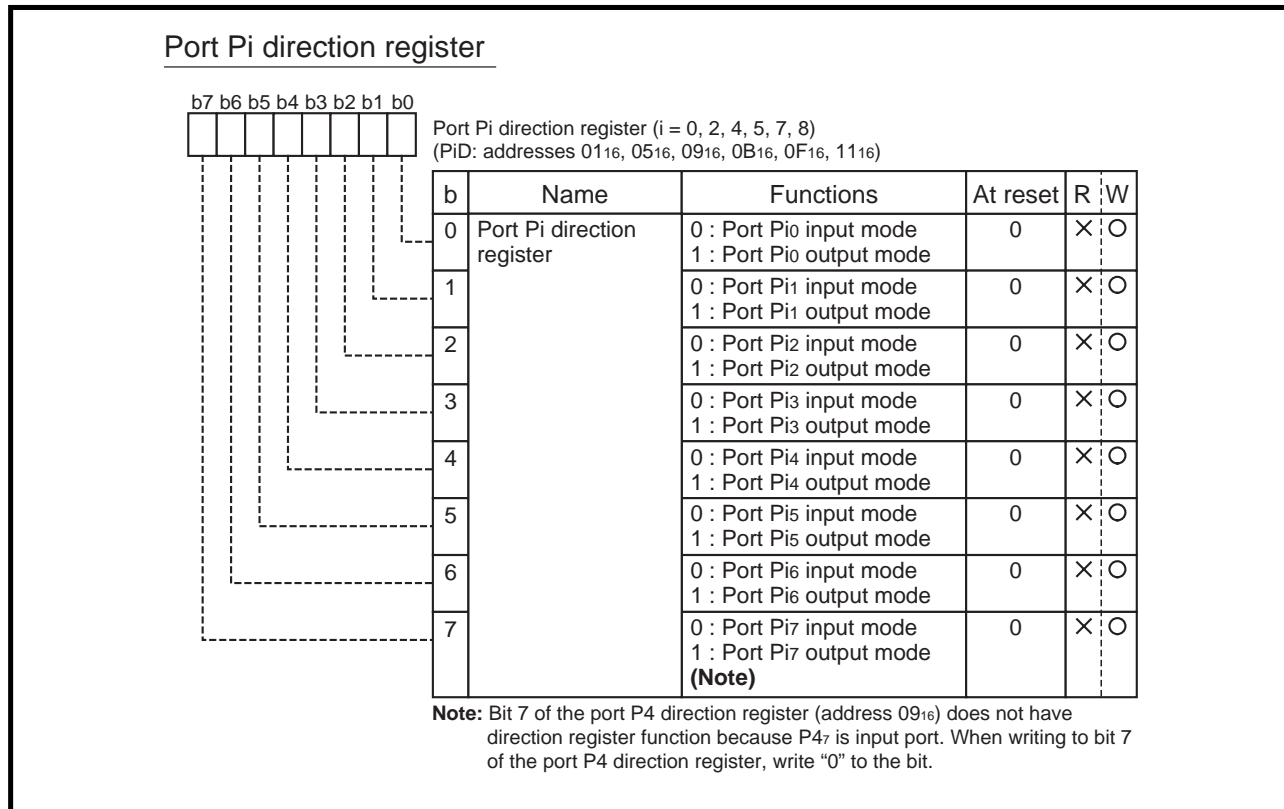 Port Pi direction register
b7 b6 b5 b4 b3 b2 b1 b0
Port Pi direction register (i = 0, 2, 4, 5, 7, 8)
(PiD: addresses 0116, 0516, 0916, 0B16, 0F16, 1116)
b Name Functions At reset R W
0 Port Pi direction 0 : Port Pi0 input mode 0 × ○
register 1 : Port Pi0 output mode
1 0 : Port Pi1 input mode 0 × ○
1 : Port Pi1 output mode
2 0 : Port Pi2 input mode 0 × ○
1 : Port Pi2 output mode
3 0 : Port Pi3 input mode 0 × ○
1 : Port Pi3 output mode
4 0 : Port Pi4 input mode 0 × ○
1 : Port Pi4 output mode
5 0 : Port Pi5 input mode 0 × ○
1 : Port Pi5 output mode
6 0 : Port Pi6 input mode 0 × ○
1 : Port Pi6 output mode
7 0 : Port Pi7 input mode 0 × ○
1 : Port Pi7 output mode
(Note)
Note: Bit 7 of the port P4 direction register (address 0916) does not have
direction register function because P47 is input port. When writing to bit 7
of the port P4 direction register, write “0” to the bit.